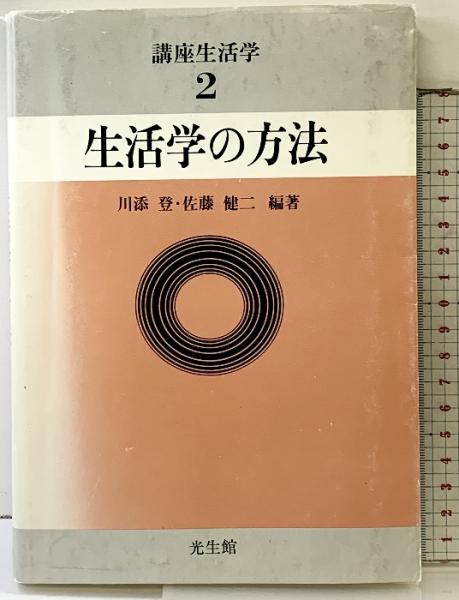 講座生活学
2
生活学の方法
川添 登・佐藤 健二 編著
光生館